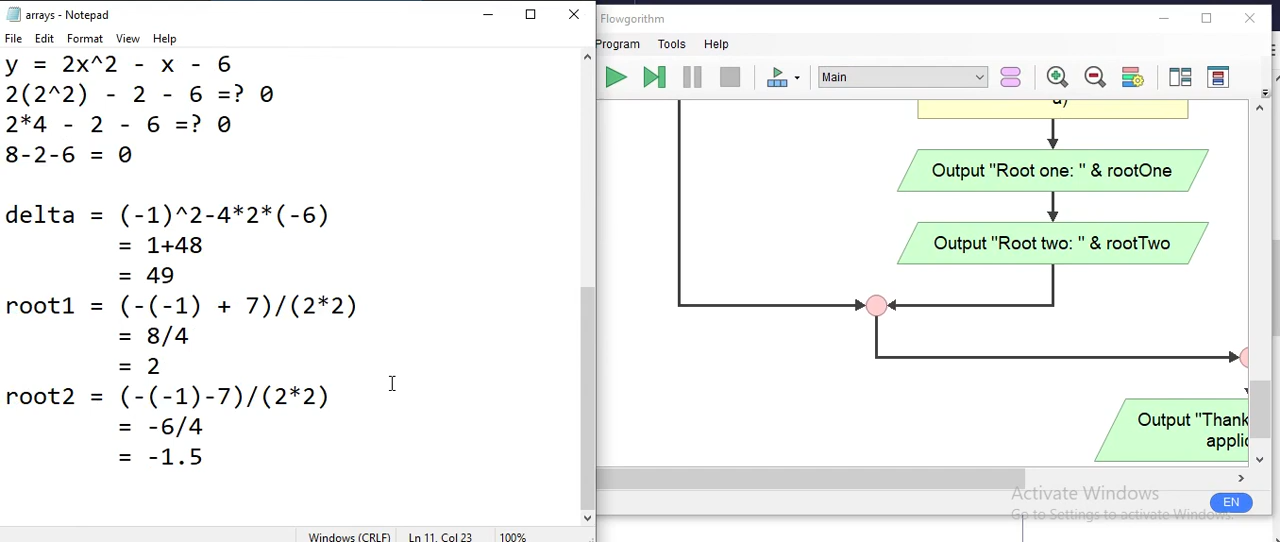 arrays - Notepad
File Edit Format View Help
y = 2x^2 - x - 6
2(2^2) - 2 - 6 =? 0
2*4 - 2 - 6 =? 0
8-2-6 = 0
delta = (-1)^2-4*2*(-6)
= 1+48
= 49
root1 = (-(-1) + 7)/(2*2)
= 8/4
= 2
root2 = (-(-1)-7)/(2*2)
= -6/4
= -1.5
Windows (CRLF) Ln 11, Col 23 100%
Flowgorithm
Program Tools Help
Main
a)
Output "Root one: " & rootOne
Output "Root two: " & rootTwo
Output "Thank
applic
Activate Windows
Go to Settings to activate Windows.
EN